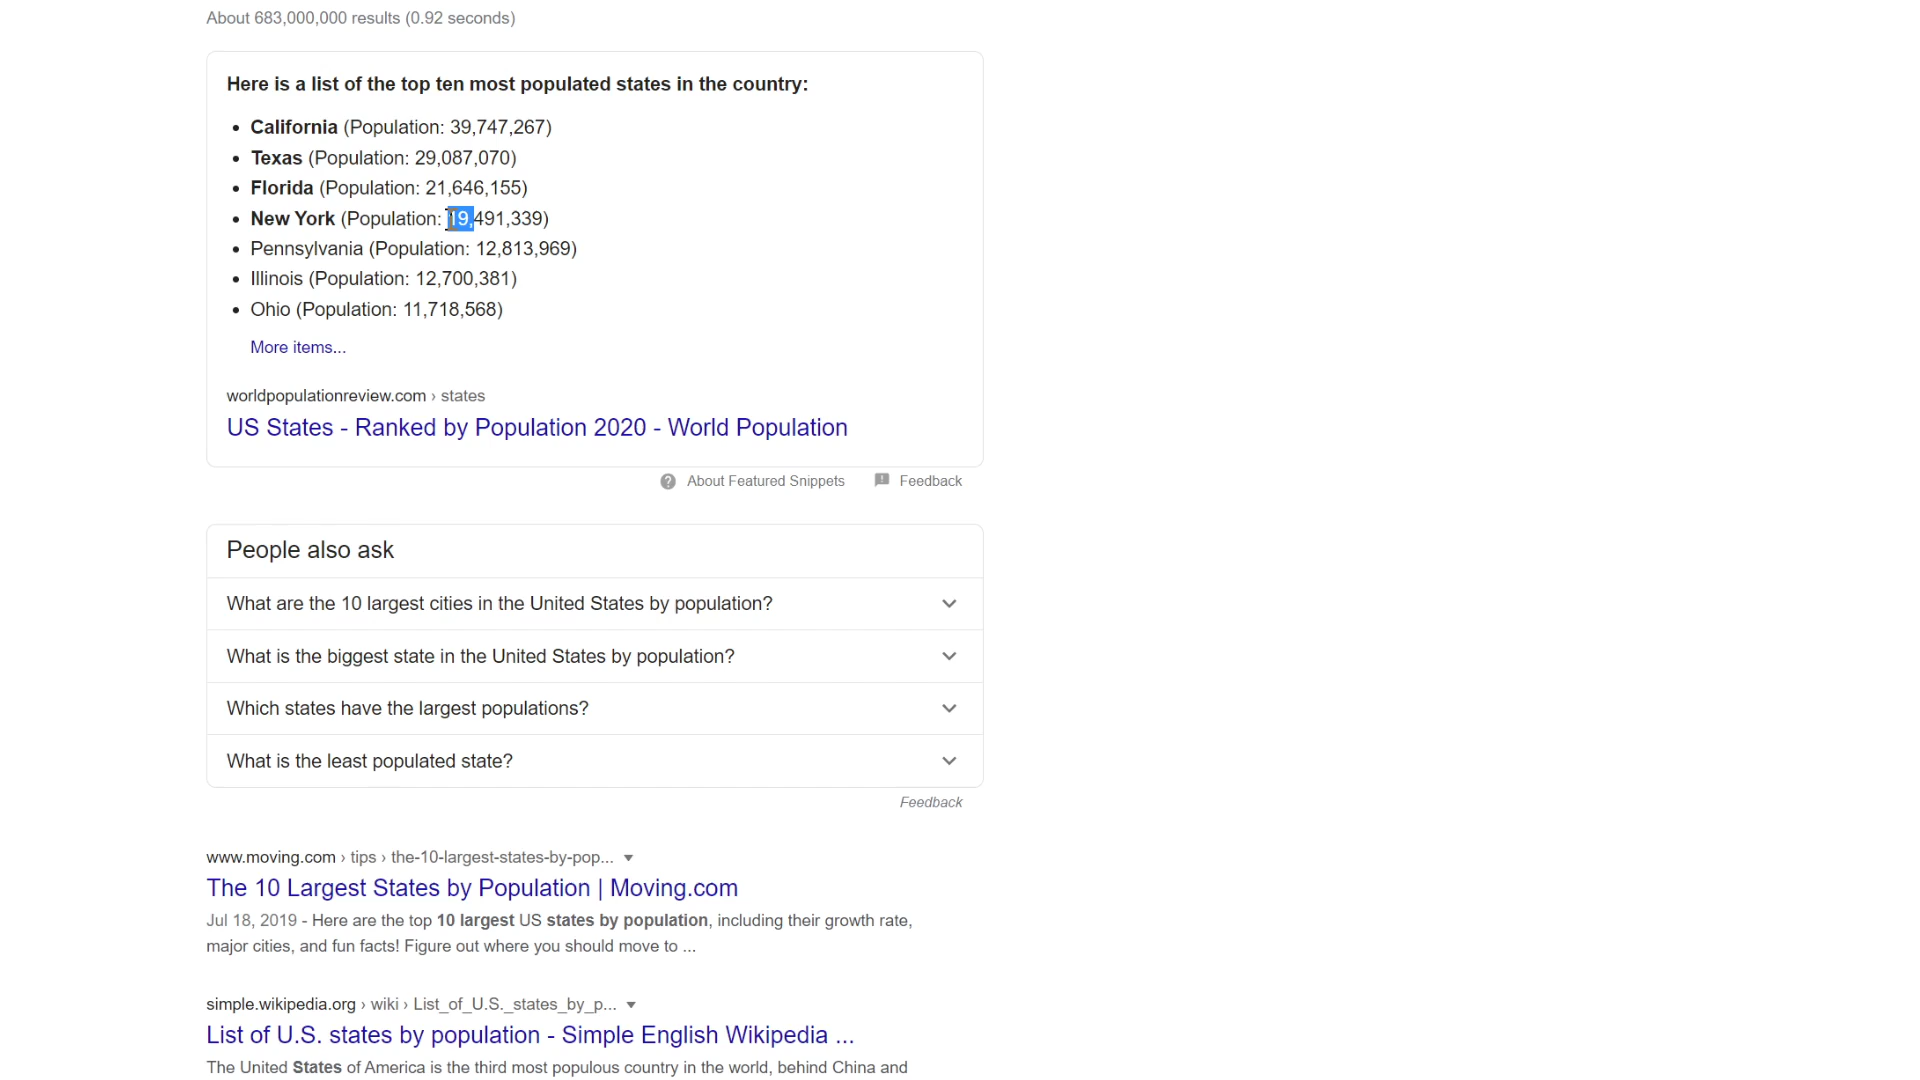 About 683,000,000 results (0.92 seconds)
Here is a list of the top ten most populated states in the country:
• California (Population: 39,747,267)
• Texas (Population: 29,087,070)
• Florida (Population: 21,646,155)
• New York (Population: 19,491,339)
• Pennsylvania (Population: 12,813,969)
• Illinois (Population: 12,700,381)
• Ohio (Population: 11,718,568)
More items...
worldpopulationreview.com › states
US States - Ranked by Population 2020 - World Population
About Featured Snippets Feedback
People also ask
What are the 10 largest cities in the United States by population?
What is the biggest state in the United States by population?
Which states have the largest populations?
What is the least populated state?
Feedback
www.moving.com › tips › the-10-largest-states-by-pop...
The 10 Largest States by Population | Moving.com
Jul 18, 2019 - Here are the top 10 largest US states by population, including their growth rate,
major cities, and fun facts! Figure out where you should move to ...
simple.wikipedia.org › wiki › List_of_U.S._states_by_p...
List of U.S. states by population - Simple English Wikipedia ...
The United States of America is the third most populous country in the world, behind China and